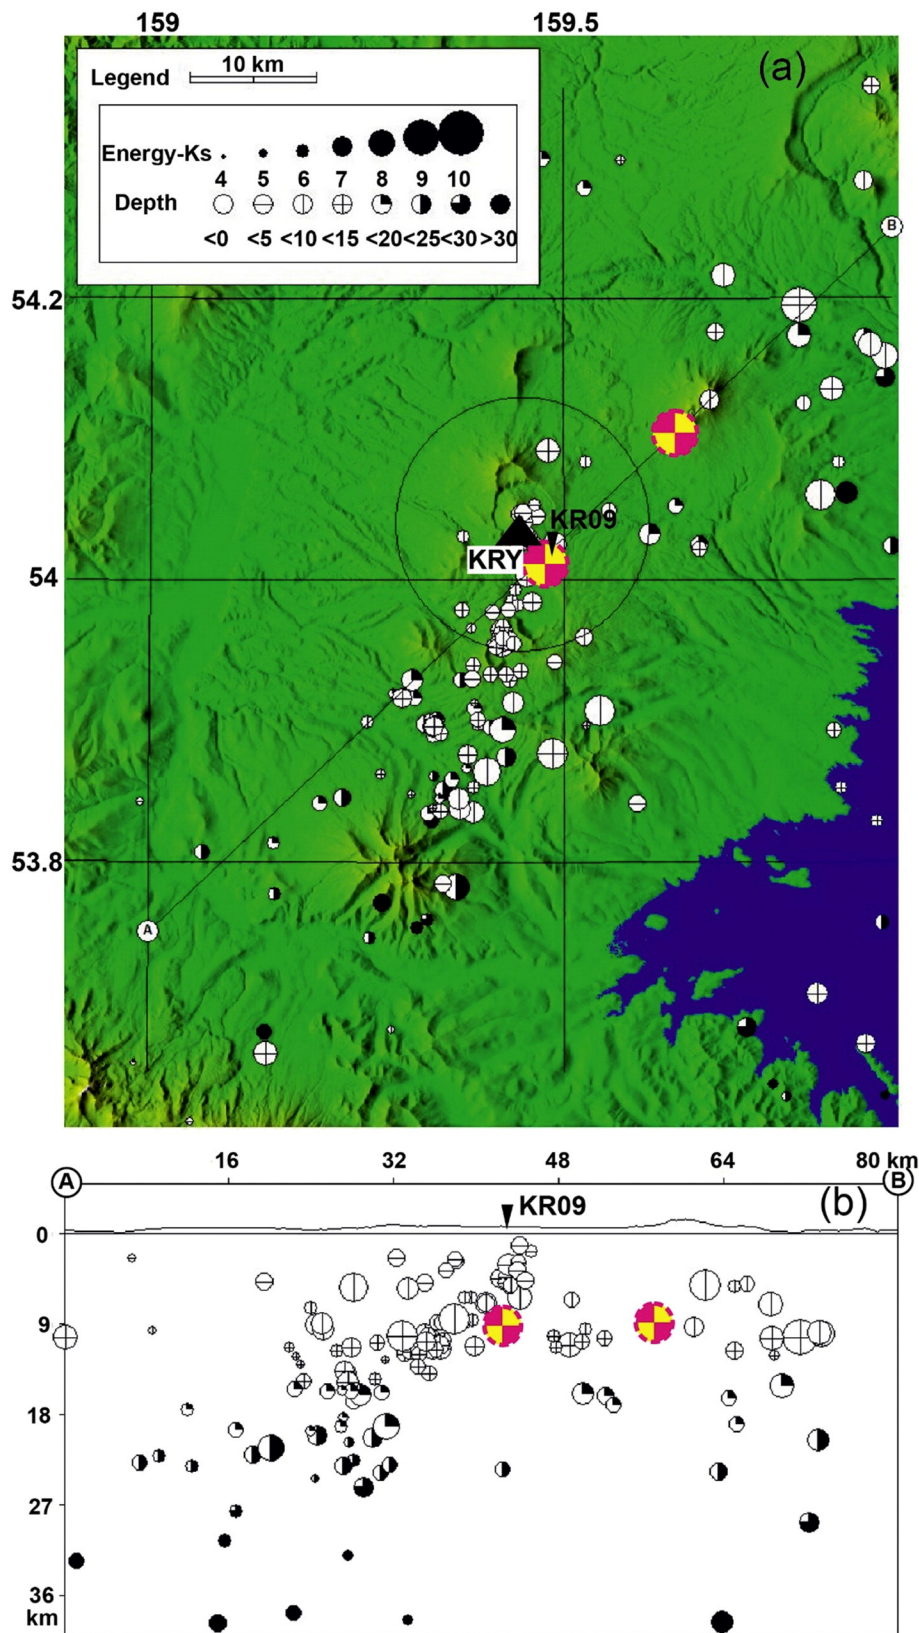 159 159.5
(a)
Legend 10 km
Energy-Ks
4 5 6 7 8 9 10
Depth
<0 <5 <10 <15 <20 <25 <30 >30
B
54.2
KR09
KRY
54
53.8
A
16 32 48 64 80 km
A B
(b)
KR09
0
9
18
27
36
km